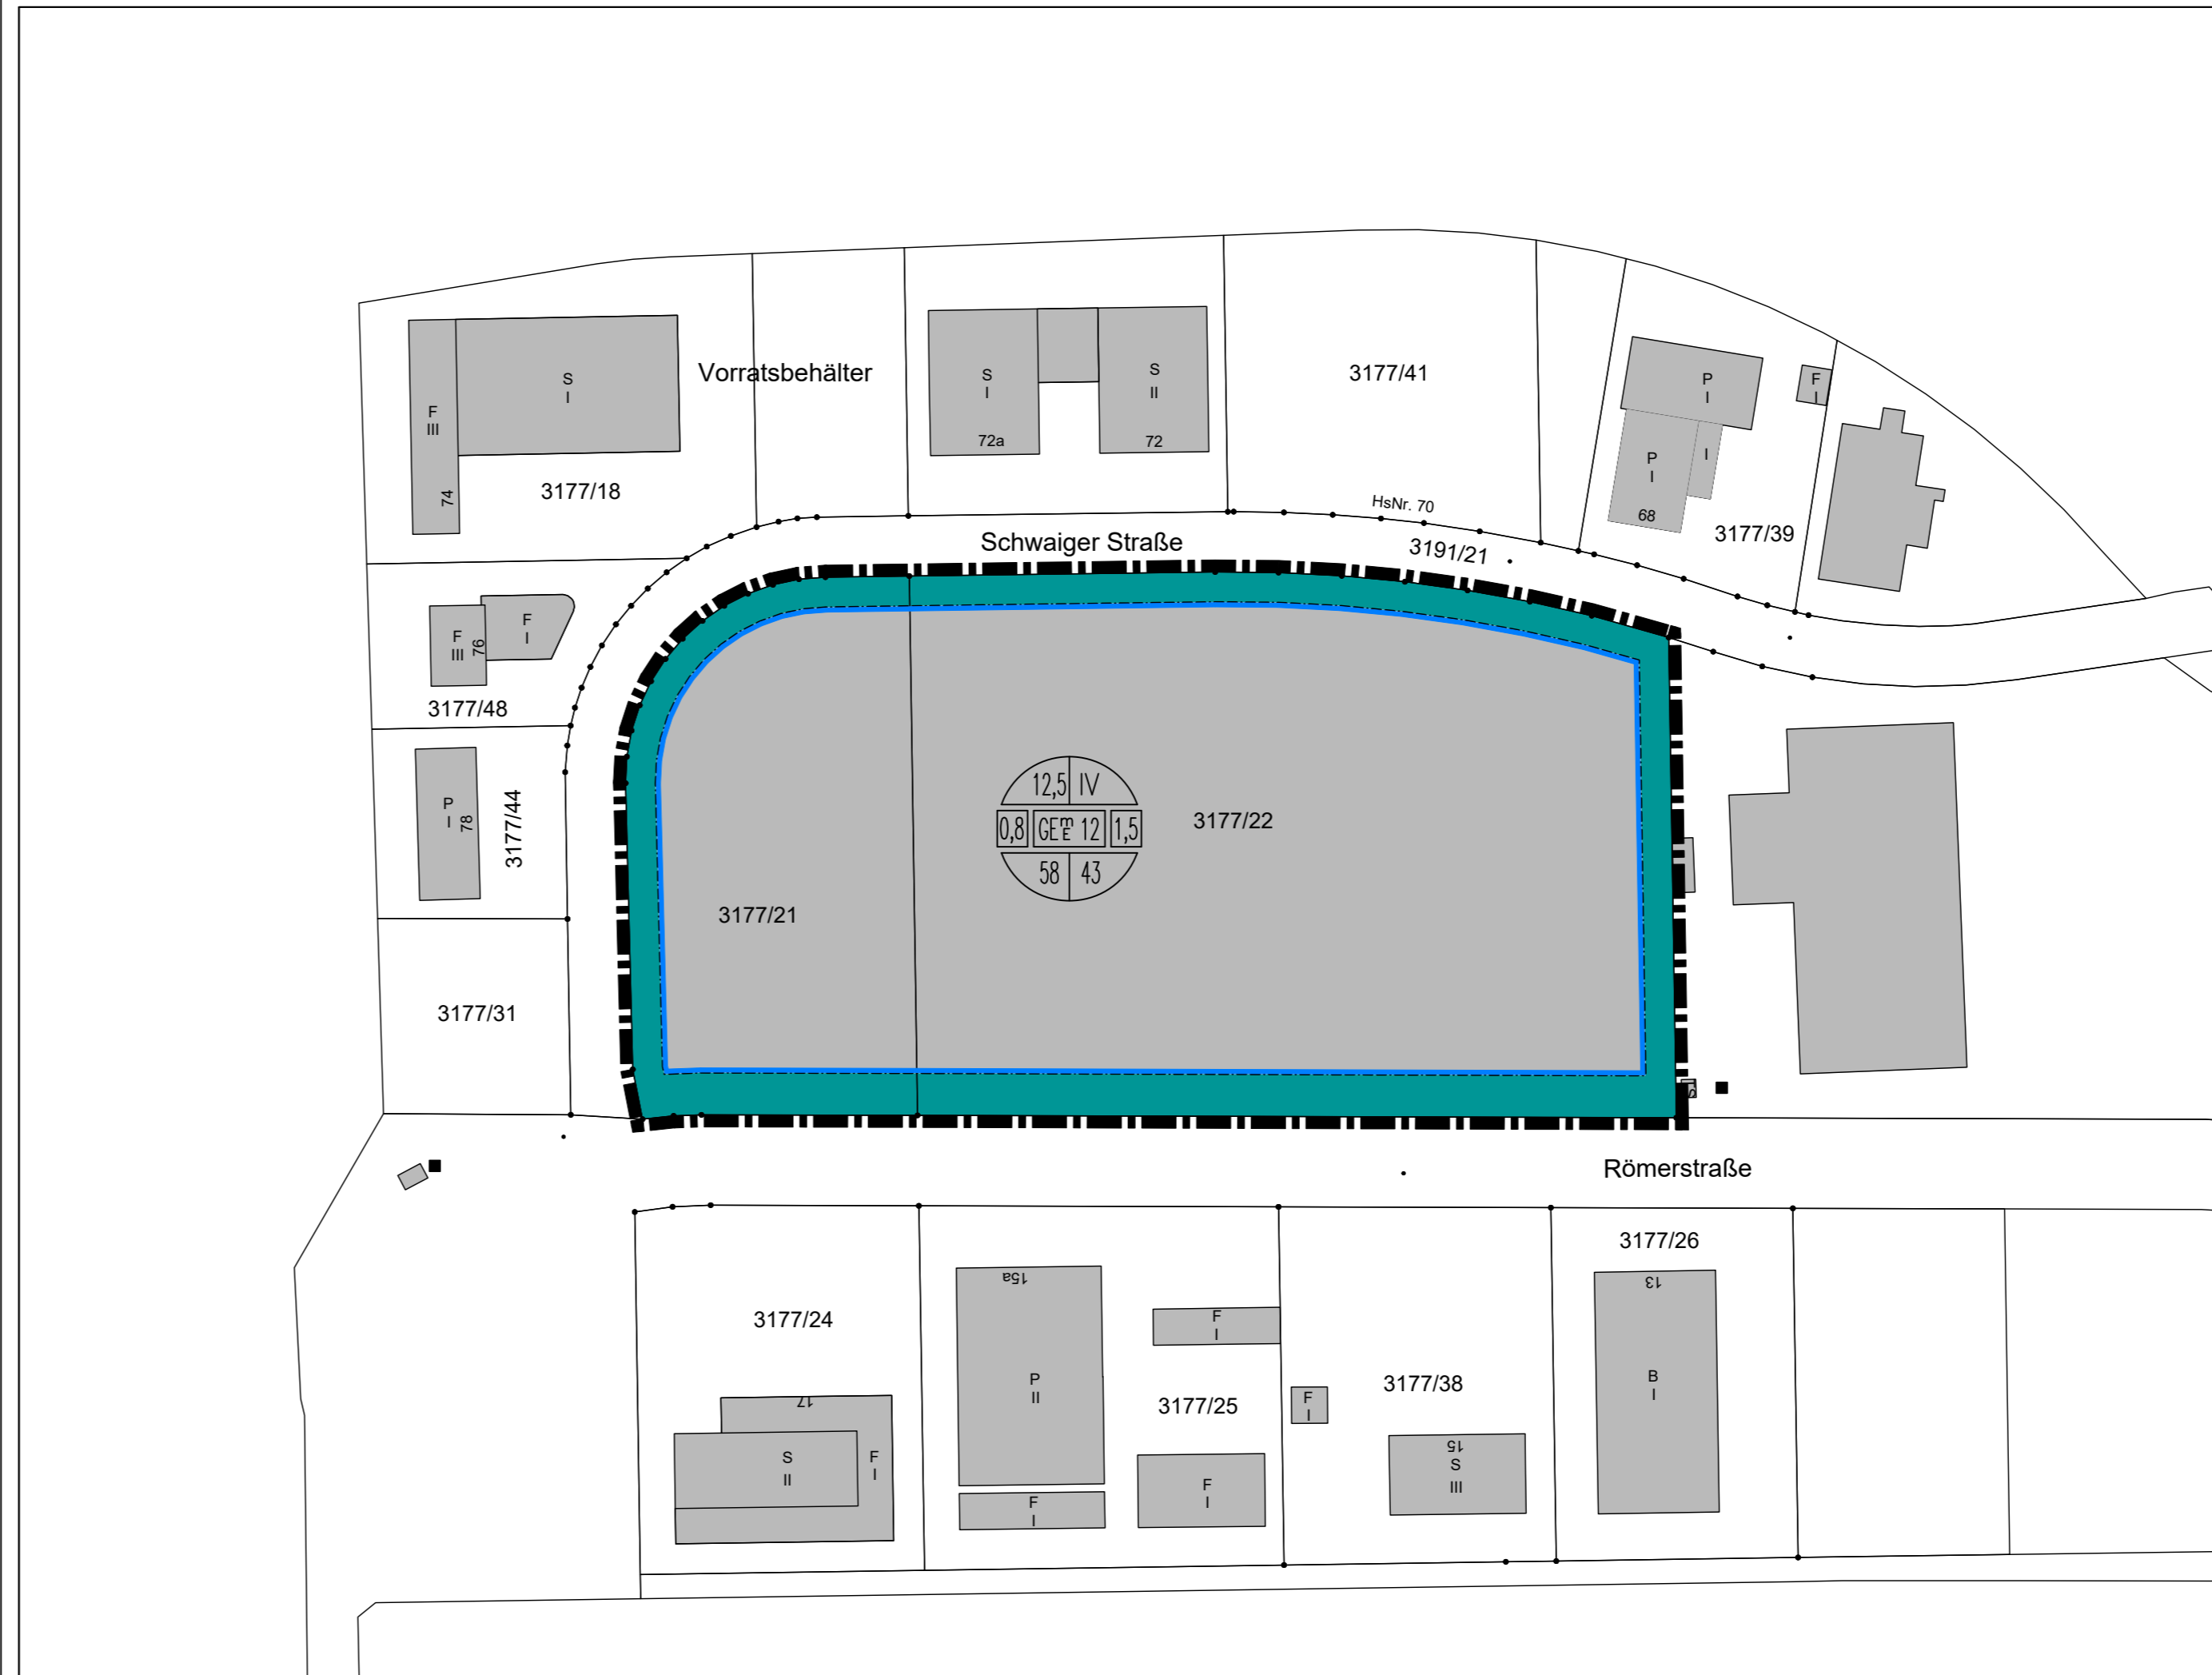 Vorratsbehälter
S
I
F
III
74
3177/18
S
I
72a
S
II
72
3177/41
HsNr. 70
P
I
F
I
P
I
I
68
3177/39
Schwaiger Straße
3191/21
F
III
76
F
I
3177/48
P
I
78
3177/44
3177/31
12,5 IV
0,8 GE m E 12 1,5
58 43
3177/22
3177/21
S
Römerstraße
3177/24
17
S
II
F
I
15a
P
II
F
I
F
I
3177/25
F
I
F
I
3177/38
15
S
III
3177/26
13
B
I